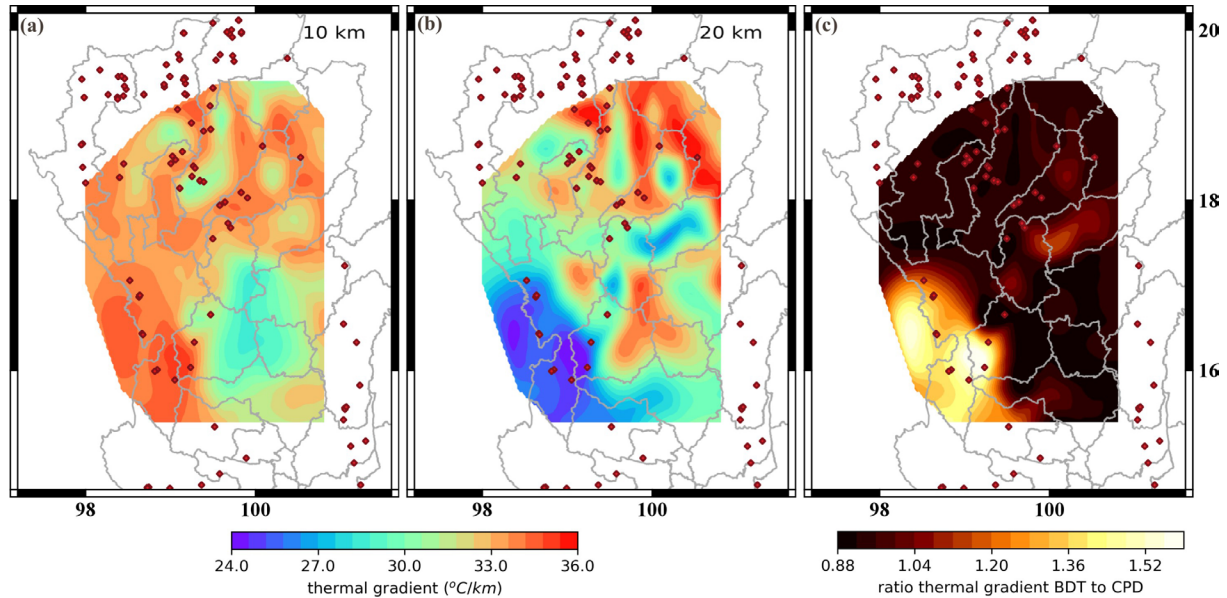 (a)
10 km
(b)
20 km
(c)
20
18
16
98
100
98
100
98
100
24.0
27.0
30.0
33.0
36.0
thermal gradient (°C/km)
0.88
1.04
1.20
1.36
1.52
ratio thermal gradient BDT to CPD